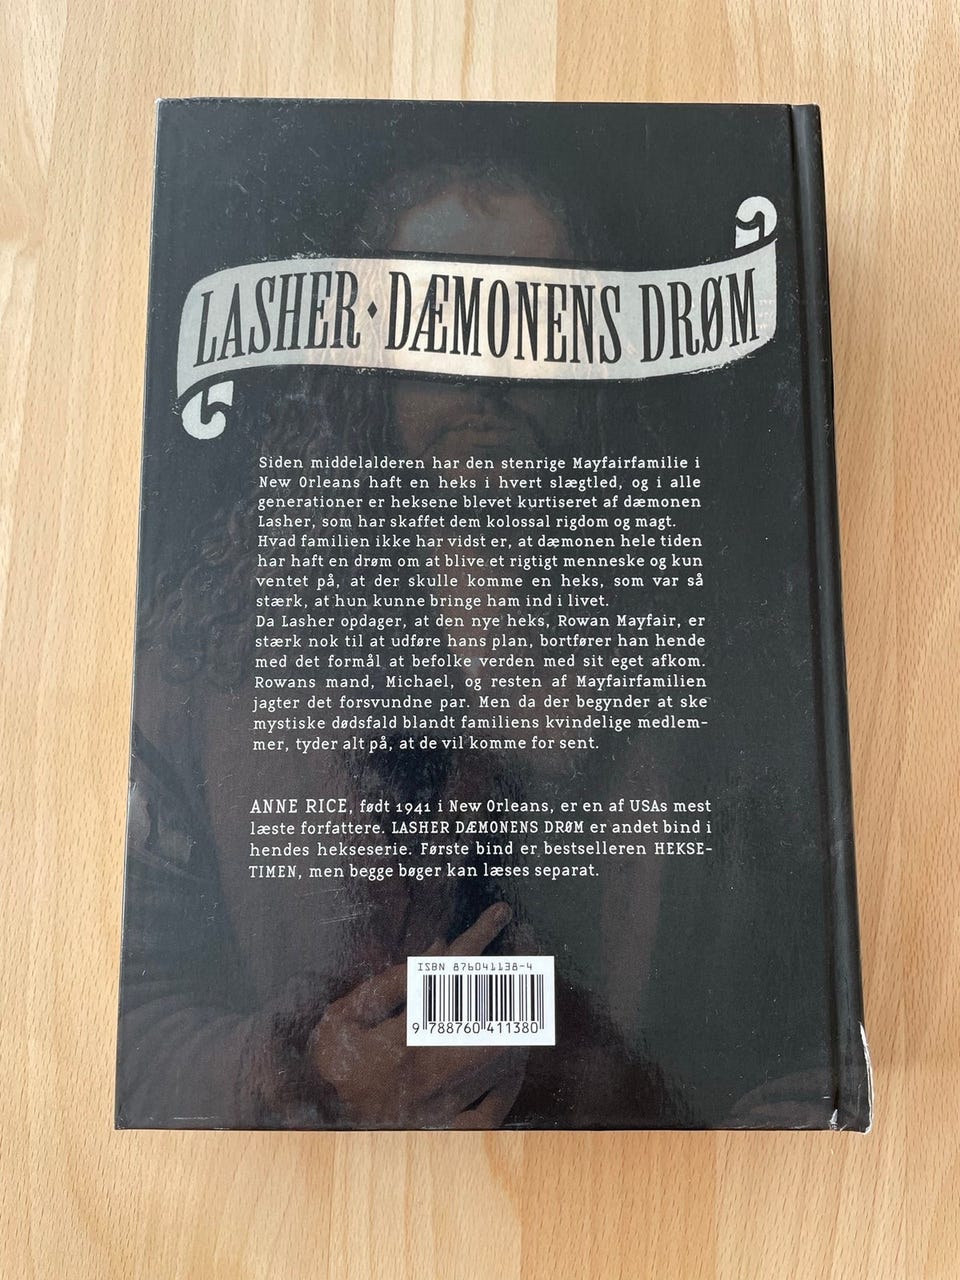 LASHER ♦ DÆMONENS DRØM
Siden middelalderen har den stenrige Mayfairfamilie i
New Orleans haft en heks i hvert slægtled, og i alle
generationer er heksene blevet kurtiseret af dæmonen
Lasher, som har skaffet dem kolossal rigdom og magt.
Hvad familien ikke har vidst er, at dæmonen hele tiden
har haft en drøm om at blive et rigtigt menneske og kun
ventet på, at der skulle komme en heks, som var så
stærk, at hun kunne bringe ham ind i livet.
Da Lasher opdager, at den nye heks, Rowan Mayfair, er
stærk nok til at udføre hans plan, bortfører han hende
med det formål at befolke verden med sit eget afkom.
Rowans mand, Michael, og resten af Mayfairfamilien
jagter det forsvundne par. Men da der begynder at ske
mystiske dødsfald blandt familiens kvindelige medlem-
mer, tyder alt på, at de vil komme for sent.
ANNE RICE, født 1941 i New Orleans, er en af USAs mest
læste forfattere. LASHER DÆMONENS DRØM er andet bind i
hendes hekseserie. Første bind er bestselleren HEKSE-
TIMEN, men begge bøger kan læses separat.
ISBN 876041138-4
9 788760 411380